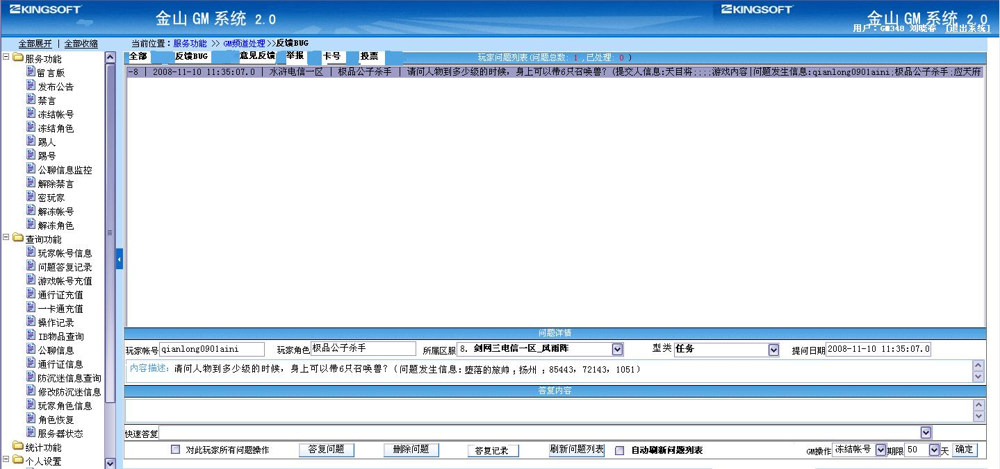 KINGSOFT
金山 GM 系统 2.0
KINGSOFT
金山 GM 系统 2.0
用户：GM348 刘晓春 [退出系统]
全部展开 | 全部收缩
当前位置：服务功能 >> GM频道处理 >>反馈BUG
服务功能
留言版
发布公告
禁言
冻结帐号
冻结角色
踢人
踢号
公聊信息监控
解除禁言
密玩家
解冻帐号
解冻角色
查询功能
玩家帐号信息
问题答复记录
游戏帐号充值
通行证充值
一卡通充值
操作记录
IB物品查询
公聊信息
通行证信息
防沉迷信息查询
修改防沉迷信息
玩家角色信息
角色恢复
服务器状态
统计功能
个人设置
全部 反馈BUG 意见反馈 举报 卡号 投票
玩家问题列表(问题总数: 1 ,已处理: 0 )
-8 | 2008-11-10 11:35:07.0 | 水浒电信一区 | 极品公子杀手 | 请问人物到多少级的时候，身上可以带6只召唤兽？(提交人信息:天目将;;;;游戏内容|问题发生信息:qianlong0901aini;极品公子杀手;应天府
问题详情
玩家帐号 qianlong0901aini 玩家角色 极品公子杀手 所属区服 8. 剑网三电信一区_风雨阵 型类 任务 提问日期 2008-11-10 11:35:07.0
内容描述: 请问人物到多少级的时候，身上可以带6只召唤兽？（问题发生信息：堕落的旅帅；扬州 ；85443，72143，1051）
答复内容
快速答复
对此玩家所有问题操作 答复问题 删除问题 答复记录 刷新问题列表 自动刷新问题列表 GM操作 冻结帐号 期限 50 天 确定